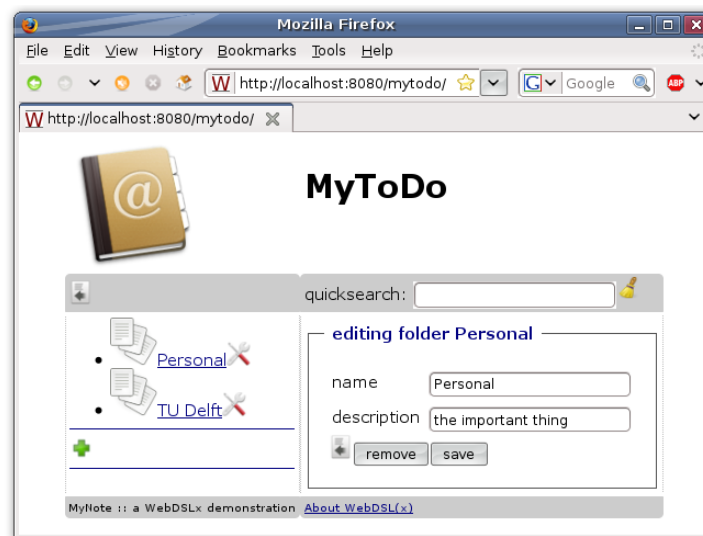 Mozilla Firefox
File Edit View History Bookmarks Tools Help
W http://localhost:8080/mytodo/ G Google ABP
W http://localhost:8080/mytodo/
@ MyToDo
quicksearch:
editing folder Personal
Personal
name Personal
TU Delft
description the important thing
remove save
MyNote :: a WebDSLx demonstration About WebDSL(x)